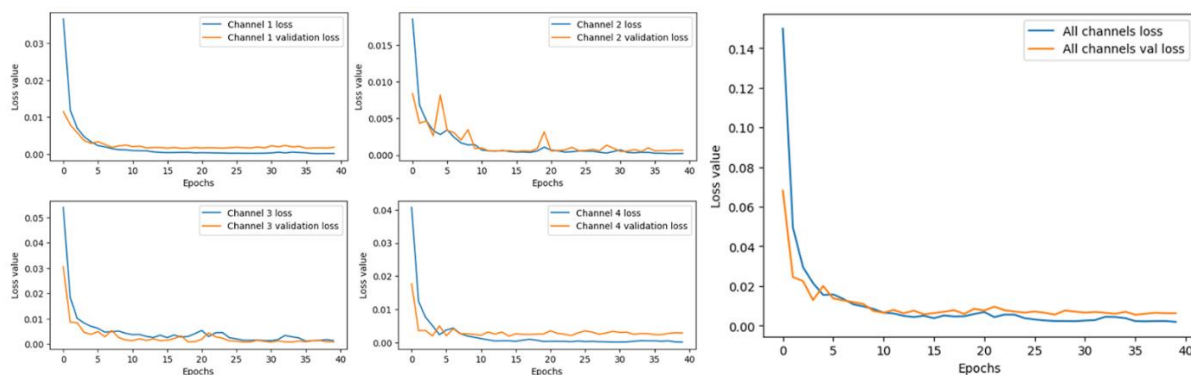 Channel 1 loss
Channel 1 validation loss
0.03
0.02
0.01
0.00
Loss value
0 5 10 15 20 25 30 35 40
Epochs
Channel 2 loss
Channel 2 validation loss
0.015
0.010
0.005
0.000
Loss value
0 5 10 15 20 25 30 35 40
Epochs
Channel 3 loss
Channel 3 validation loss
0.05
0.04
0.03
0.02
0.01
0.00
Loss value
0 5 10 15 20 25 30 35 40
Epochs
Channel 4 loss
Channel 4 validation loss
0.04
0.03
0.02
0.01
0.00
Loss value
0 5 10 15 20 25 30 35 40
Epochs
All channels loss
All channels val loss
0.14
0.12
0.10
0.08
0.06
0.04
0.02
0.00
Loss value
0 5 10 15 20 25 30 35 40
Epochs